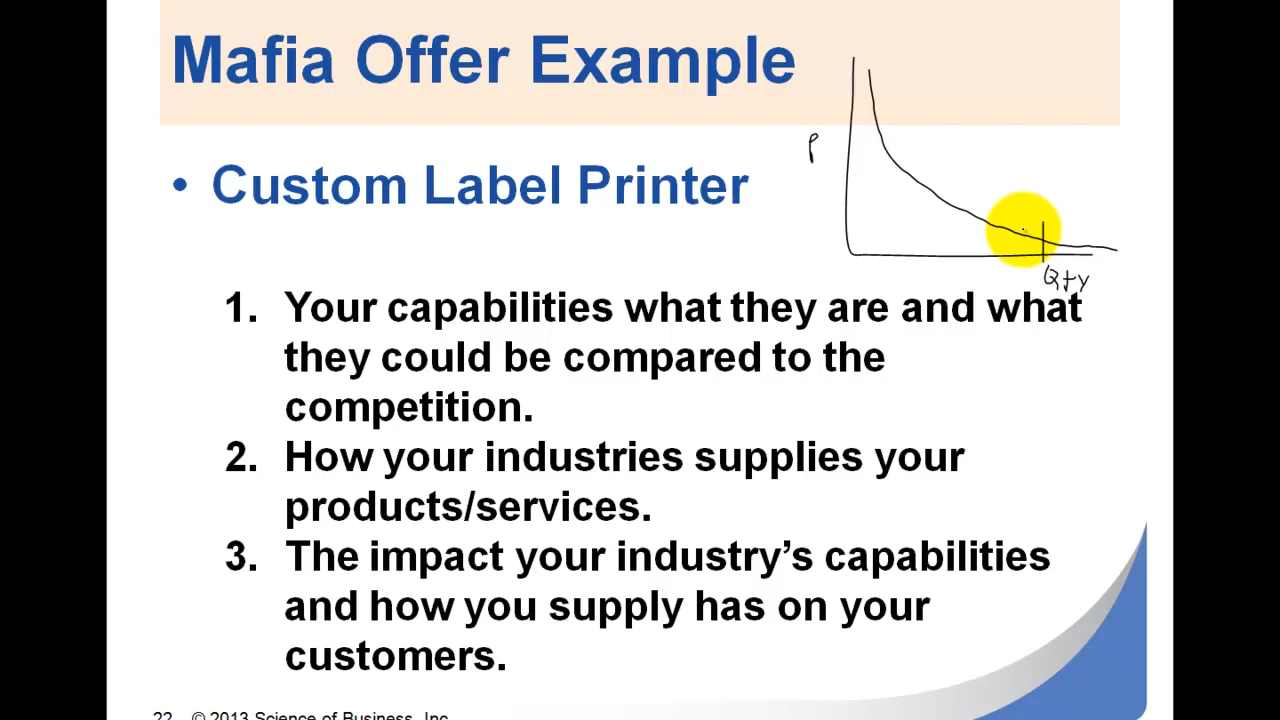 Mafia Offer Example
P
• Custom Label Printer
Qty
1. Your capabilities what they are and what
they could be compared to the
competition.
2. How your industries supplies your
products/services.
3. The impact your industry’s capabilities
and how you supply has on your
customers.
22 © 2013 Science of Business, Inc.